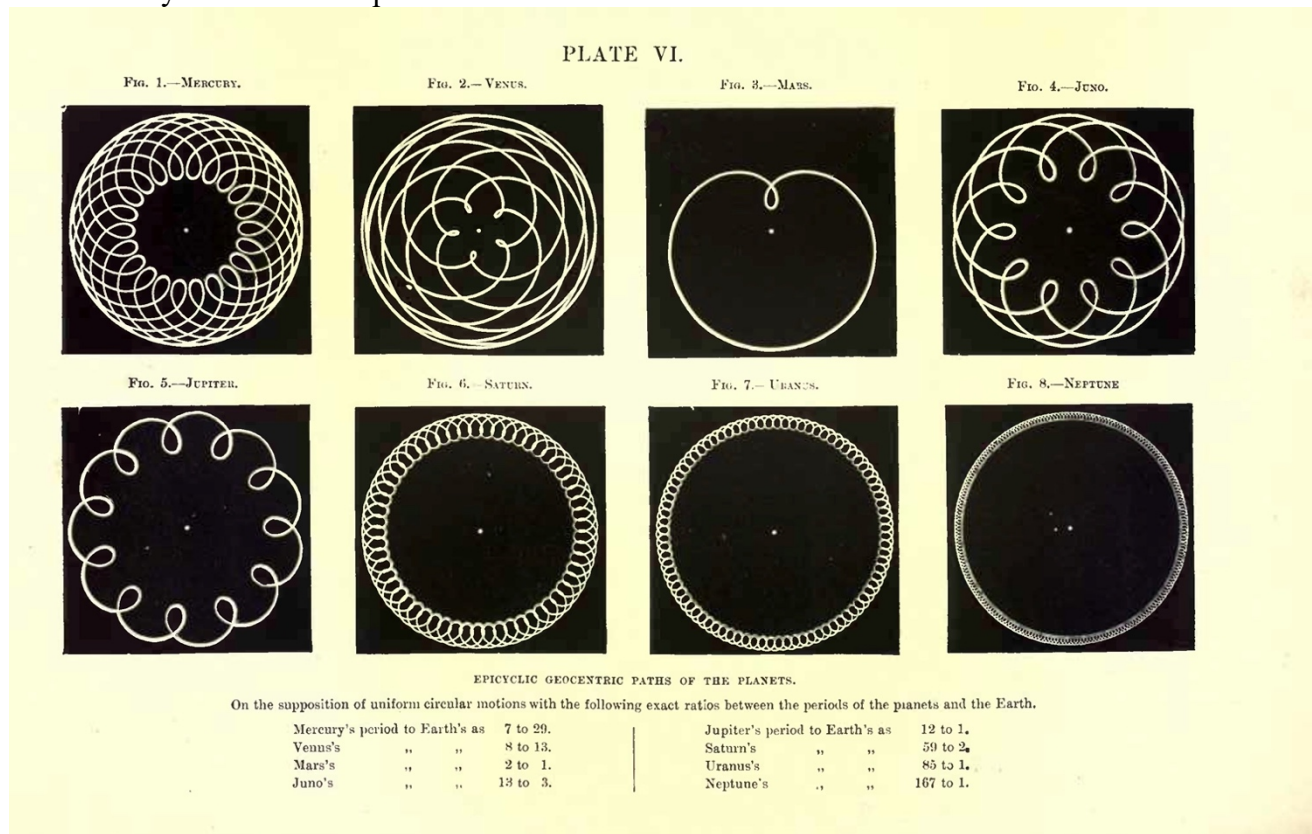 PLATE VI.
FIG. 1.—MERCURY.
FIG. 2.—VENUS.
FIG. 3.—MARS.
FIG. 4.—JUNO.
FIG. 5.—JUPITER.
FIG. 6.—SATURN.
FIG. 7.—URANUS.
FIG. 8.—NEPTUNE
EPICYCLIC GEOCENTRIC PATHS OF THE PLANETS.
On the supposition of uniform circular motions with the following exact ratios between the periods of the planets and the Earth.
Mercury's period to Earth's as 7 to 29.
Venus's „ „ 8 to 13.
Mars's „ „ 2 to 1.
Juno's „ „ 13 to 3.
Jupiter's period to Earth's as 12 to 1.
Saturn's „ „ 59 to 2.
Uranus's „ „ 85 to 1.
Neptune's „ „ 167 to 1.